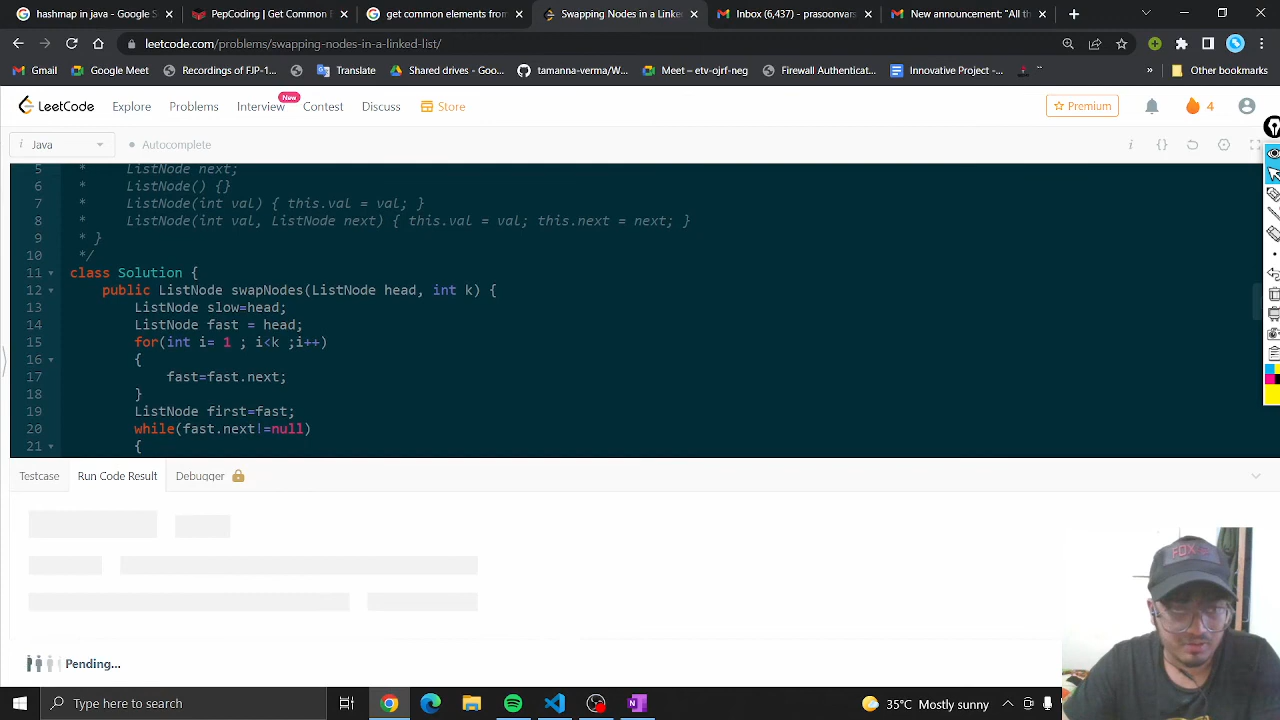 hashmap in java - Google S
PepCoding | Get Common E
get common elements from
Swapping Nodes in a Linke
Inbox (6,437) - prasoonvars
New announcement: "All th
leetcode.com/problems/swapping-nodes-in-a-linked-list/
Gmail
Google Meet
Recordings of FJP-1...
Translate
Shared drives - Goo...
tamanna-verma/W...
Meet – etv-qjrf-neg
Firewall Authenticat...
Innovative Project -...
»
Other bookmarks
LeetCode
Explore
Problems
Interview
New
Contest
Discuss
Store
Premium
4
i Java
Autocomplete
5 * ListNode next;
6 * ListNode() {}
7 * ListNode(int val) { this.val = val; }
8 * ListNode(int val, ListNode next) { this.val = val; this.next = next; }
9 * }
10 */
11 class Solution {
12 public ListNode swapNodes(ListNode head, int k) {
13 ListNode slow=head;
14 ListNode fast = head;
15 for(int i= 1 ; i<k ;i++)
16 {
17 fast=fast.next;
18 }
19 ListNode first=fast;
20 while(fast.next!=null)
21 {
Testcase
Run Code Result
Debugger
Pending...
FOX
Type here to search
35°C Mostly sunny